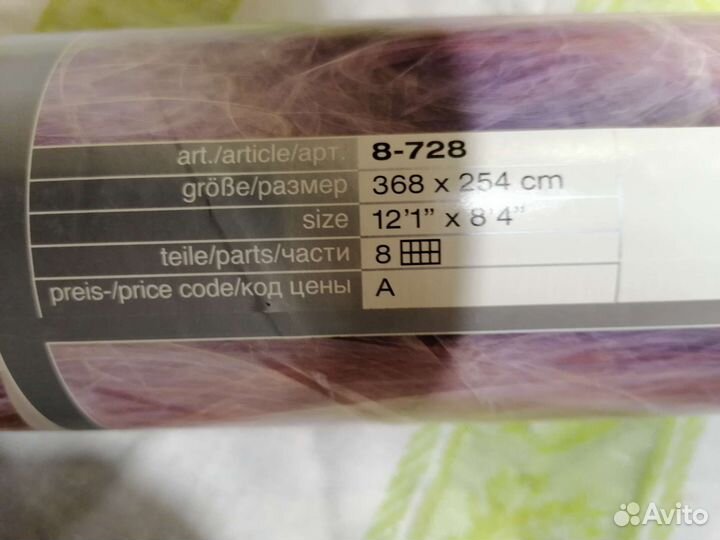 art./article/арт. 8-728
größe/размер 368 x 254 cm
size 12'1" x 8'4"
teile/parts/части 8
preis-/price code/код цены A
Avito